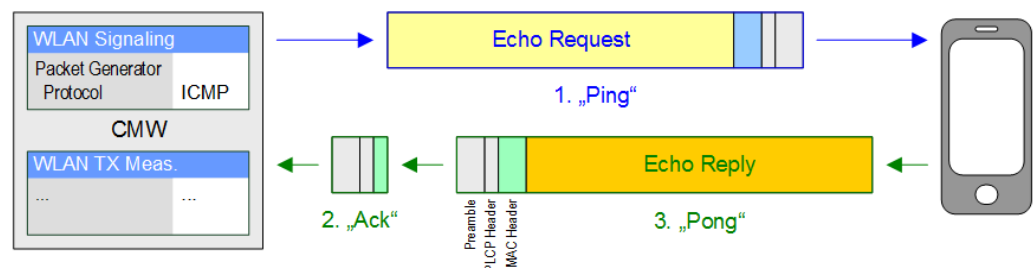 WLAN Signaling
Packet Generator
Protocol
ICMP
CMW
WLAN TX Meas.
...
...
Echo Request
1. „Ping“
2. „Ack“
Echo Reply
3. „Pong“
Preamble
PLCP Header
MAC Header